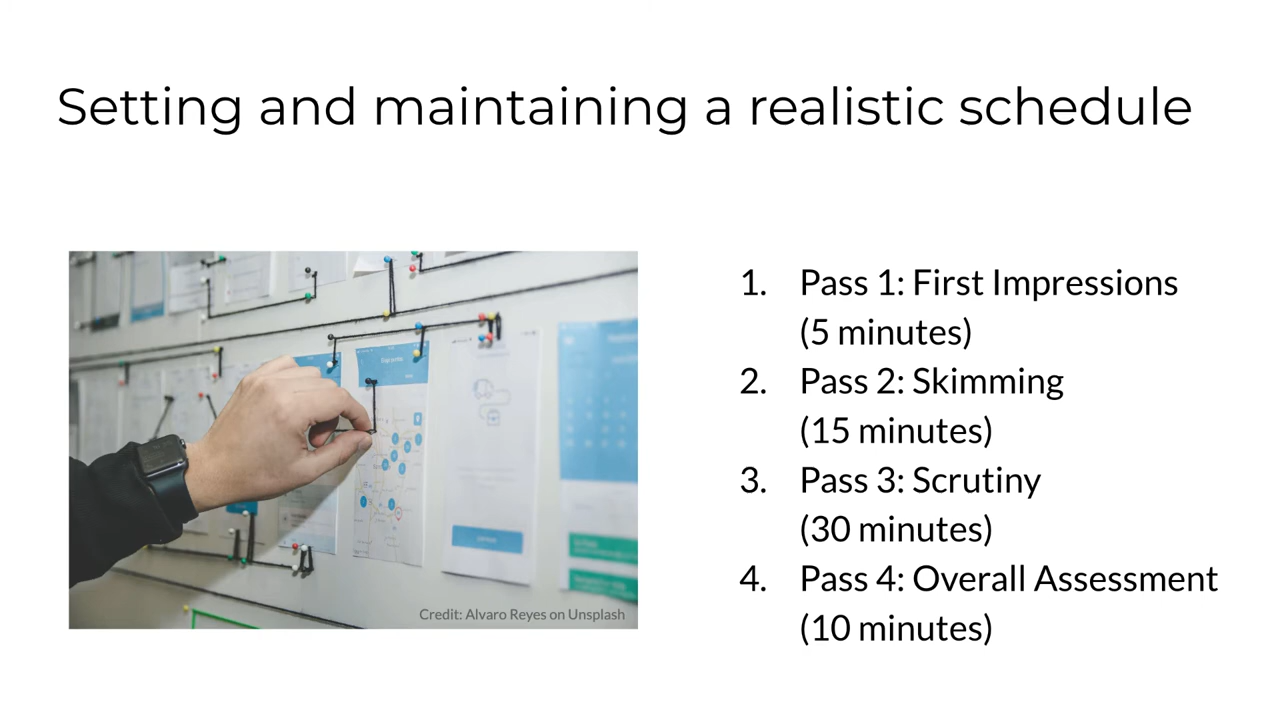 Setting and maintaining a realistic schedule
1. Pass 1: First Impressions
(5 minutes)
2. Pass 2: Skimming
(15 minutes)
3. Pass 3: Scrutiny
(30 minutes)
4. Pass 4: Overall Assessment
(10 minutes)
Credit: Alvaro Reyes on Unsplash